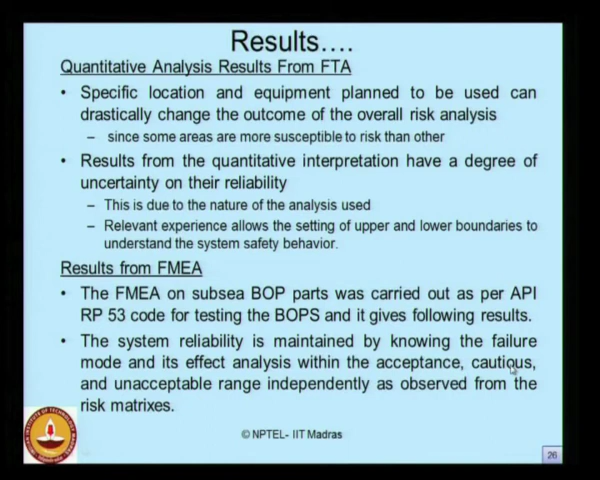 Results….
Quantitative Analysis Results From FTA
• Specific location and equipment planned to be used can
drastically change the outcome of the overall risk analysis
– since some areas are more susceptible to risk than other
• Results from the quantitative interpretation have a degree of
uncertainty on their reliability
– This is due to the nature of the analysis used
– Relevant experience allows the setting of upper and lower boundaries to
understand the system safety behavior.
Results from FMEA
• The FMEA on subsea BOP parts was carried out as per API
RP 53 code for testing the BOPS and it gives following results.
• The system reliability is maintained by knowing the failure
mode and its effect analysis within the acceptance, cautious,
and unacceptable range independently as observed from the
risk matrixes.
© NPTEL- IIT Madras
26